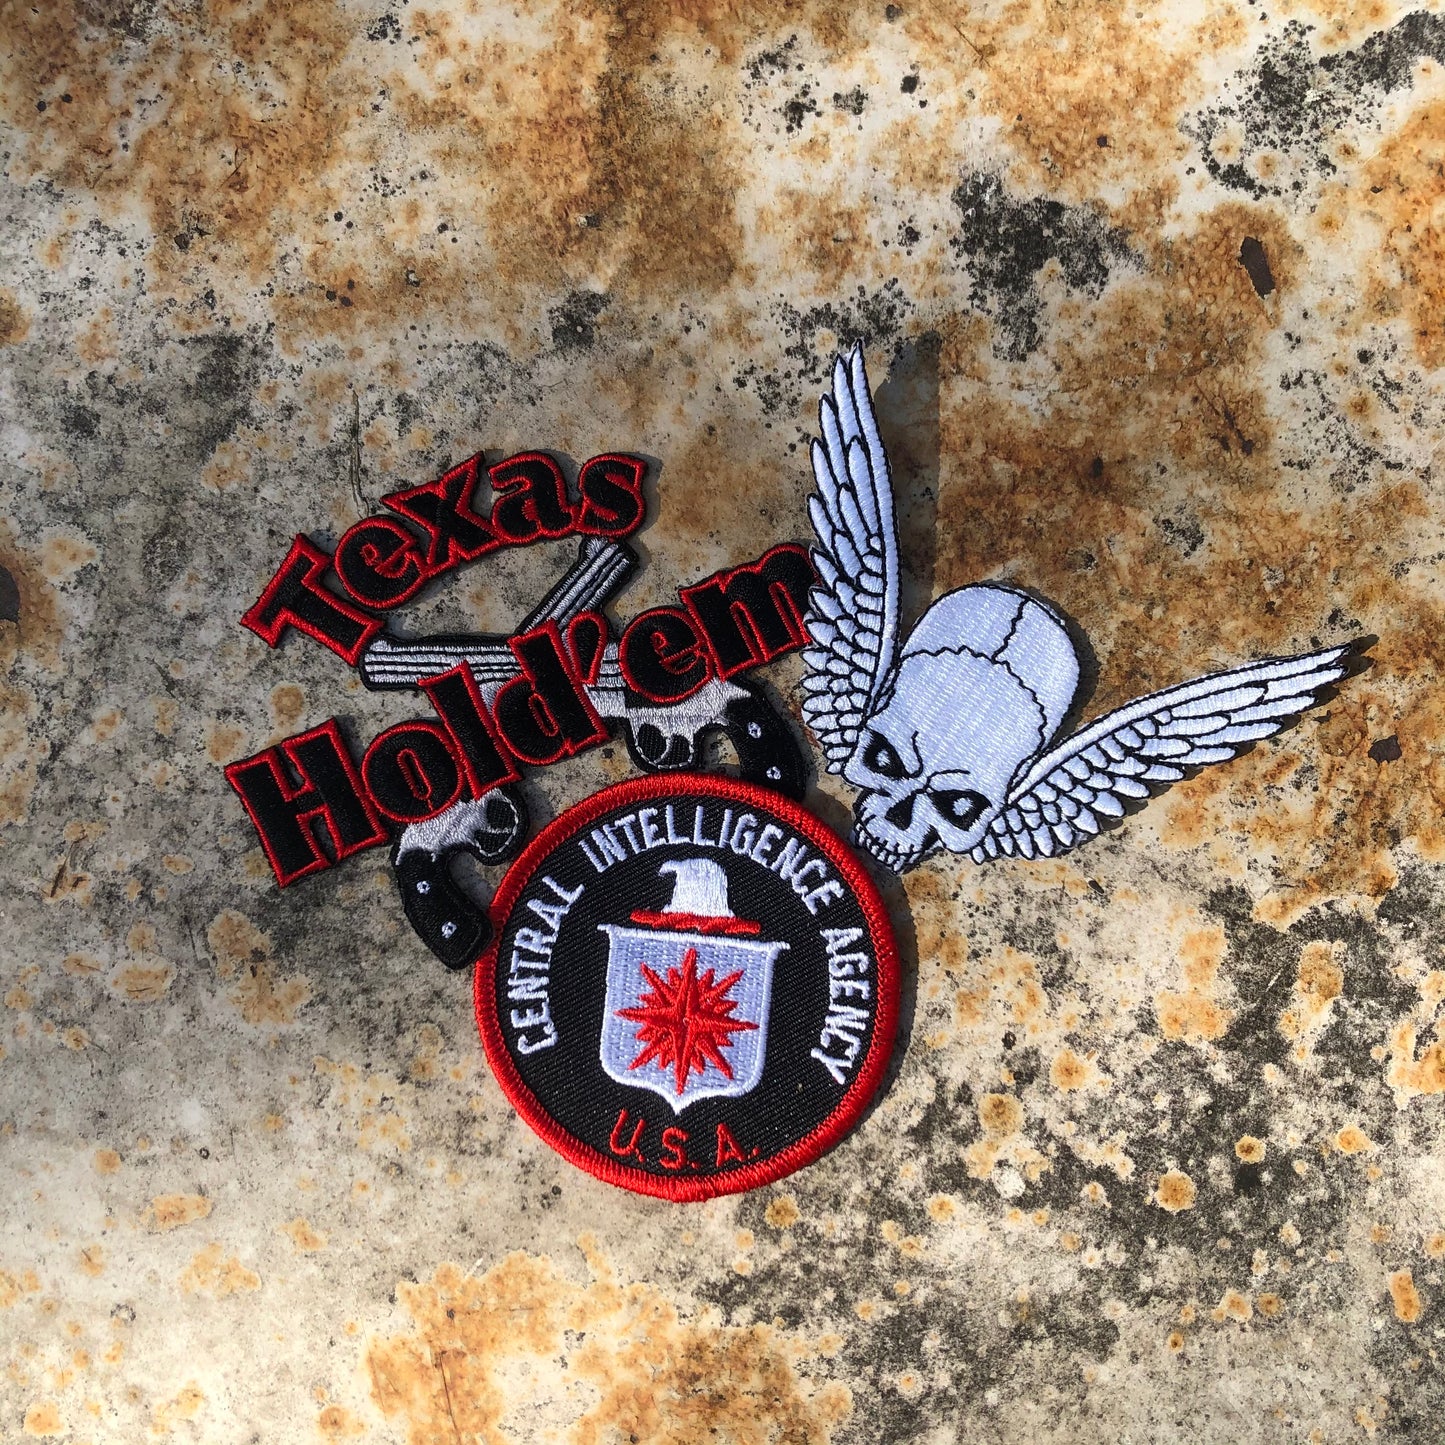 Texas
Hold'em
CENTRAL INTELLIGENCE AGENCY
U.S.A.